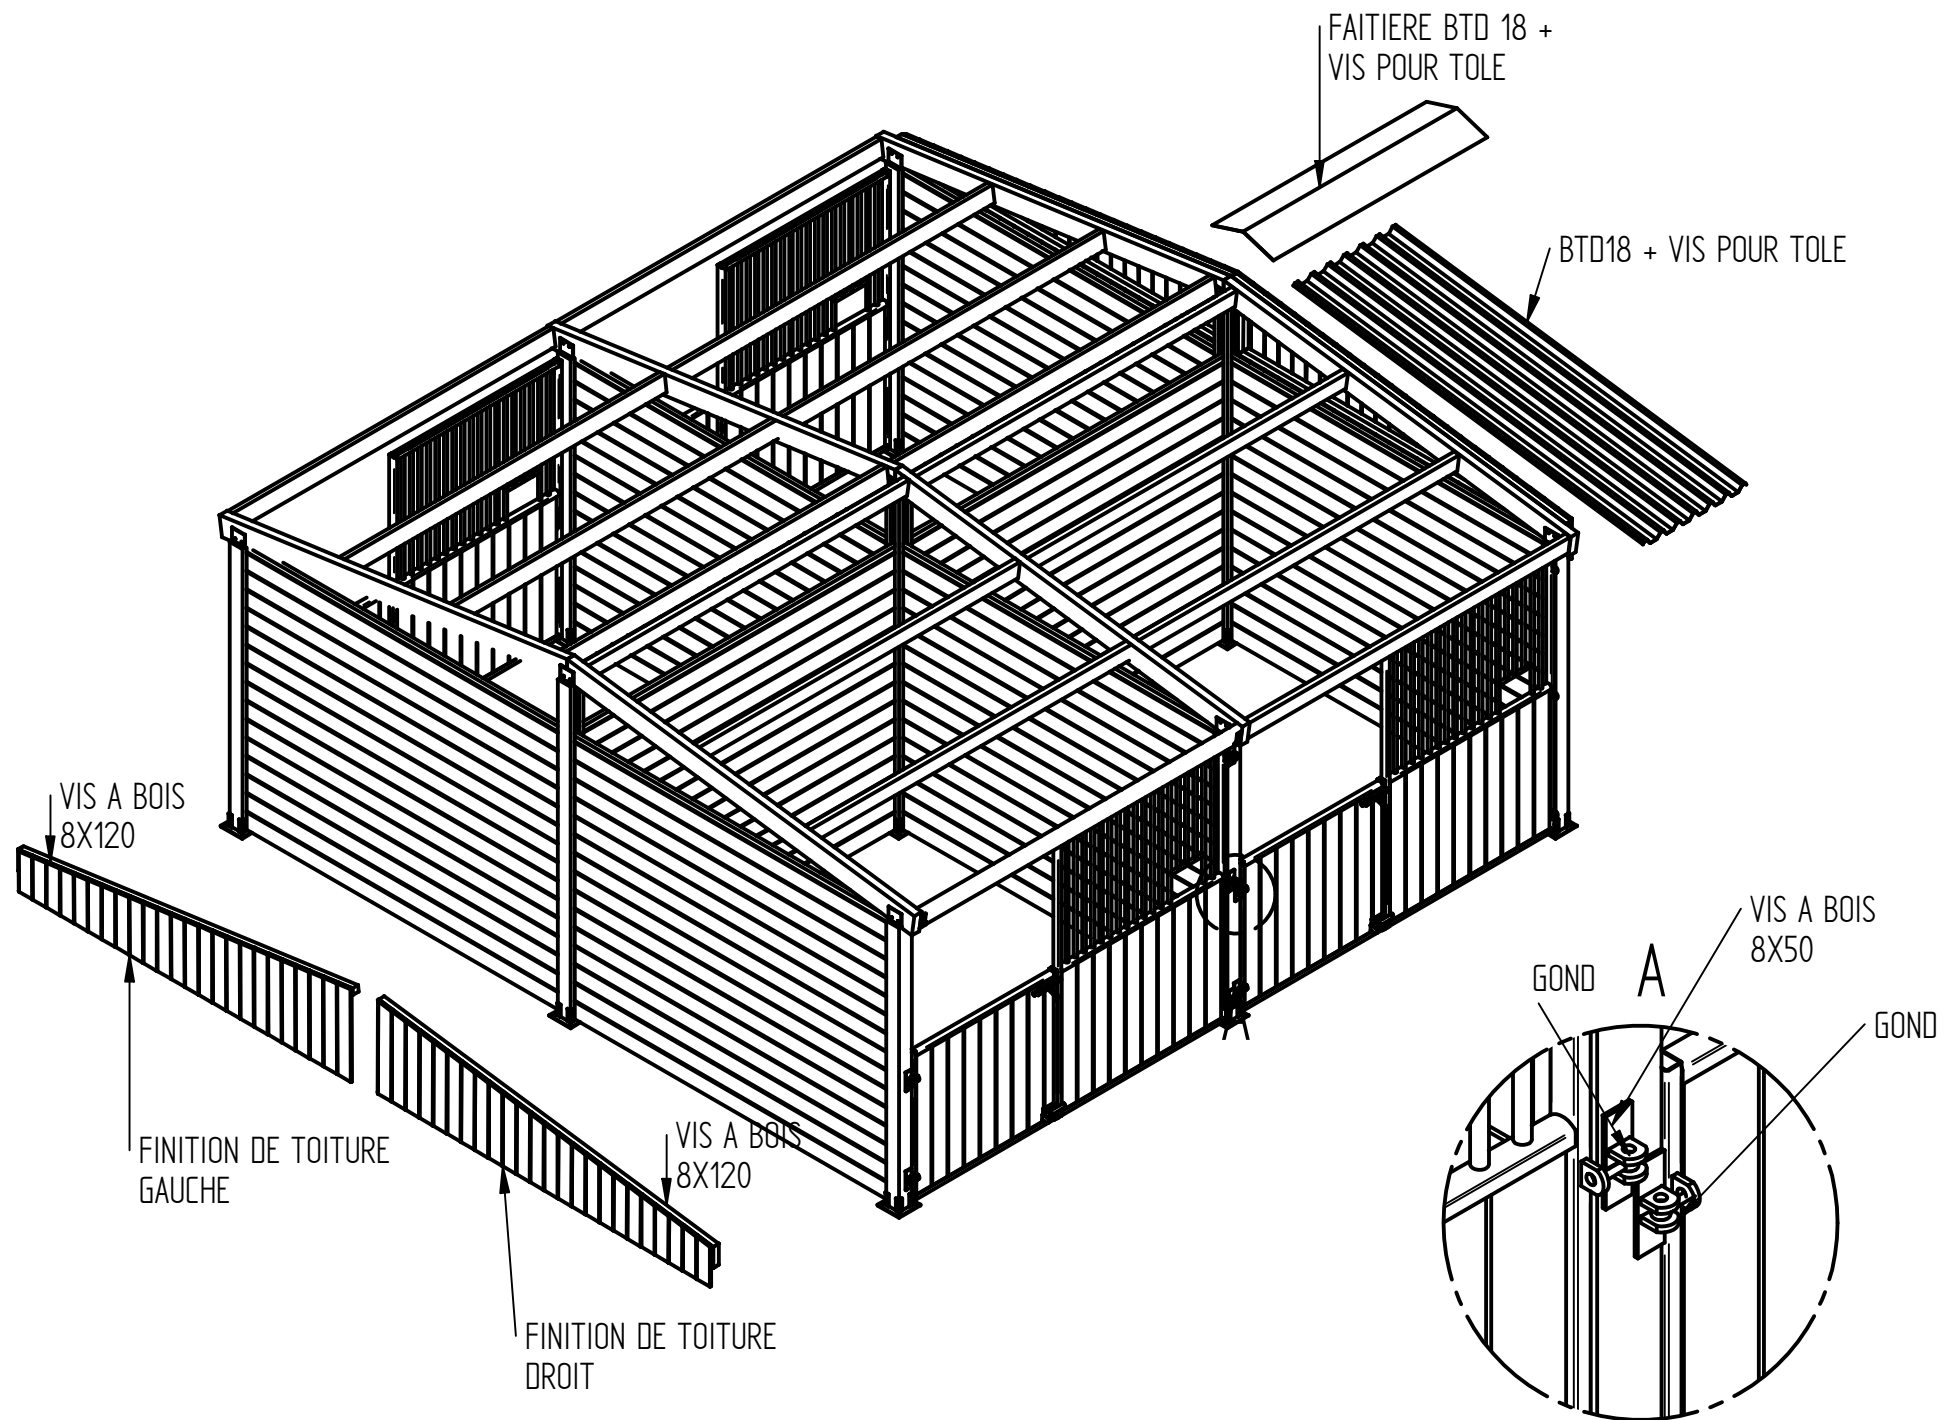 FAITIERE BTD 18 +
VIS POUR TOLE
BTD18 + VIS POUR TOLE
VIS A BOIS
8X120
VIS A BOIS
8X50
GOND
A
GOND
FINITION DE TOITURE
GAUCHE
VIS A BOIS
8X120
FINITION DE TOITURE
DROIT